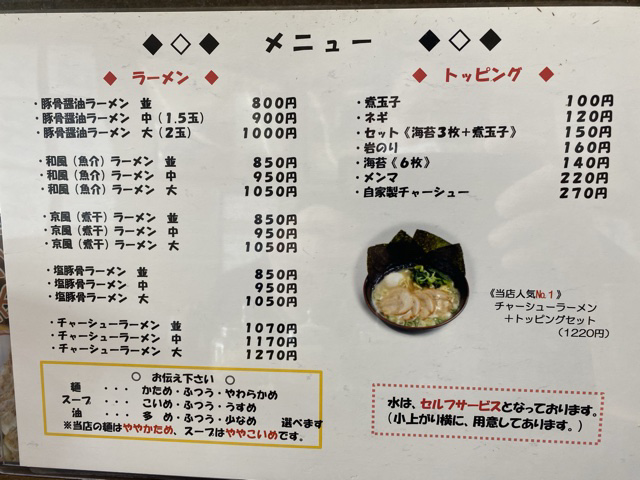 ◆ ◇ ◆ メニュー ◆ ◇ ◆
◆ ラーメン ◆
・豚骨醤油ラーメン 並 800円
・豚骨醤油ラーメン 中（1.5玉） 900円
・豚骨醤油ラーメン 大（2玉） 1000円
・和風（魚介）ラーメン 並 850円
・和風（魚介）ラーメン 中 950円
・和風（魚介）ラーメン 大 1050円
・京風（煮干）ラーメン 並 850円
・京風（煮干）ラーメン 中 950円
・京風（煮干）ラーメン 大 1050円
・塩豚骨ラーメン 並 850円
・塩豚骨ラーメン 中 950円
・塩豚骨ラーメン 大 1050円
・チャーシューラーメン 並 1070円
・チャーシューラーメン 中 1170円
・チャーシューラーメン 大 1270円
○ お伝え下さい ○
麺 ・・・ かため・ふつう・やわらかめ
スープ ・・・ こいめ・ふつう・うすめ
油 ・・・ 多 め・ふつう・少なめ 選べます
※当店の麺はややかため、スープはややこいめです。
◆ トッピング ◆
・煮玉子 100円
・ネギ 120円
・セット《海苔3枚＋煮玉子》 150円
・岩のり 160円
・海苔《6枚》 140円
・メンマ 220円
・自家製チャーシュー 270円
《当店人気№1》
チャーシューラーメン
＋トッピングセット
（1220円）
水は、セルフサービスとなっております。
（小上がり横に、用意してあります。）